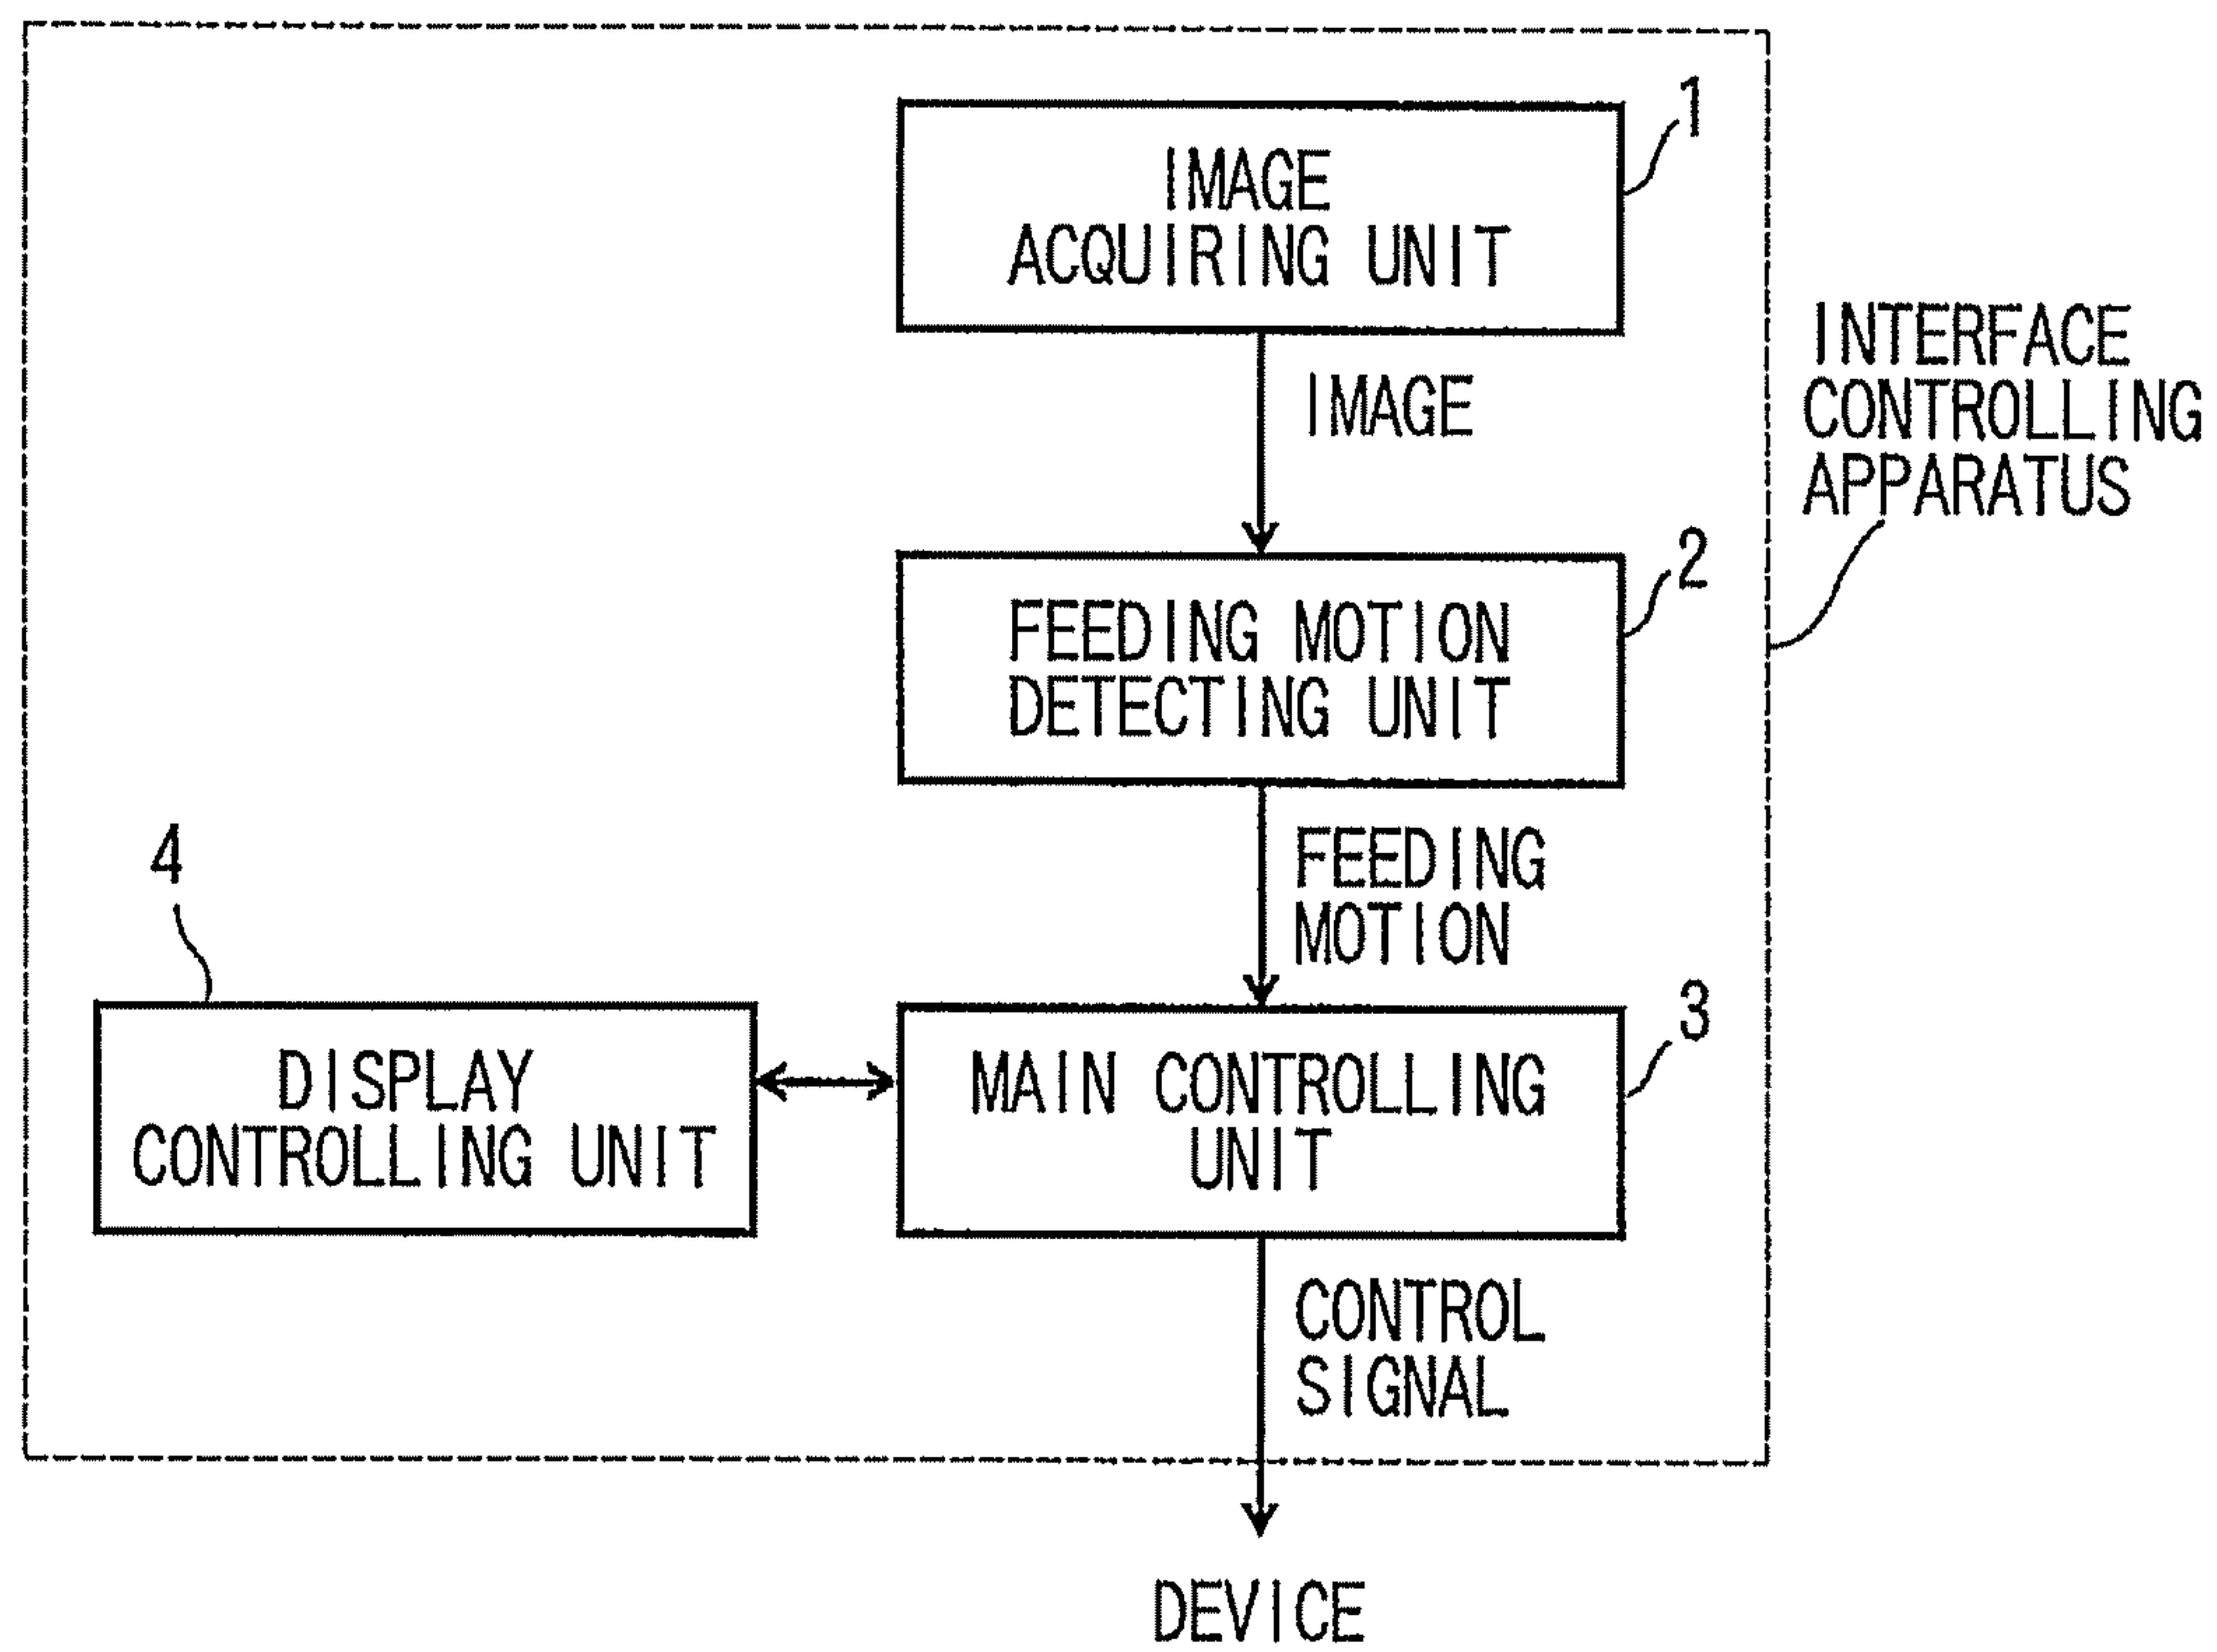 1
IMAGE
ACQUIRING UNIT
IMAGE
INTERFACE
CONTROLLING
APPARATUS
2
FEEDING MOTION
DETECTING UNIT
FEEDING
MOTION
4
3
DISPLAY
CONTROLLING UNIT
MAIN CONTROLLING
UNIT
CONTROL
SIGNAL
DEVICE